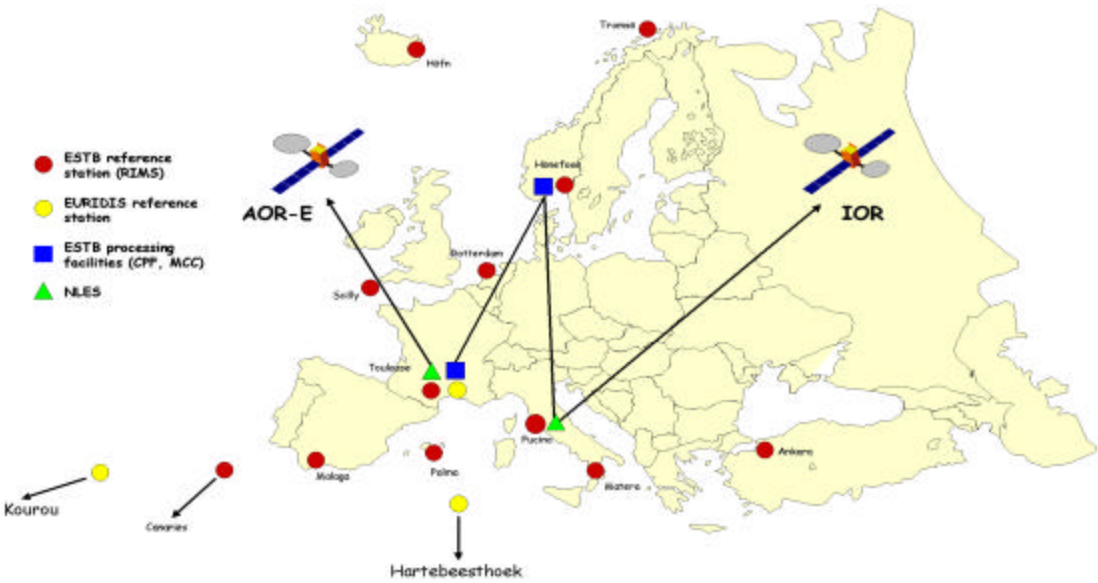 Tromsø
Höfn
ESTB reference
station (RIMS)
EURIDIS reference
station
ESTB processing
facilities (CPF, MCC)
NLES
AOR-E
Hönefoss
IOR
Rotterdam
Scilly
Toulouse
Fucino
Ankara
Malaga
Palma
Matera
Kourou
Canaries
Hartebeesthoek